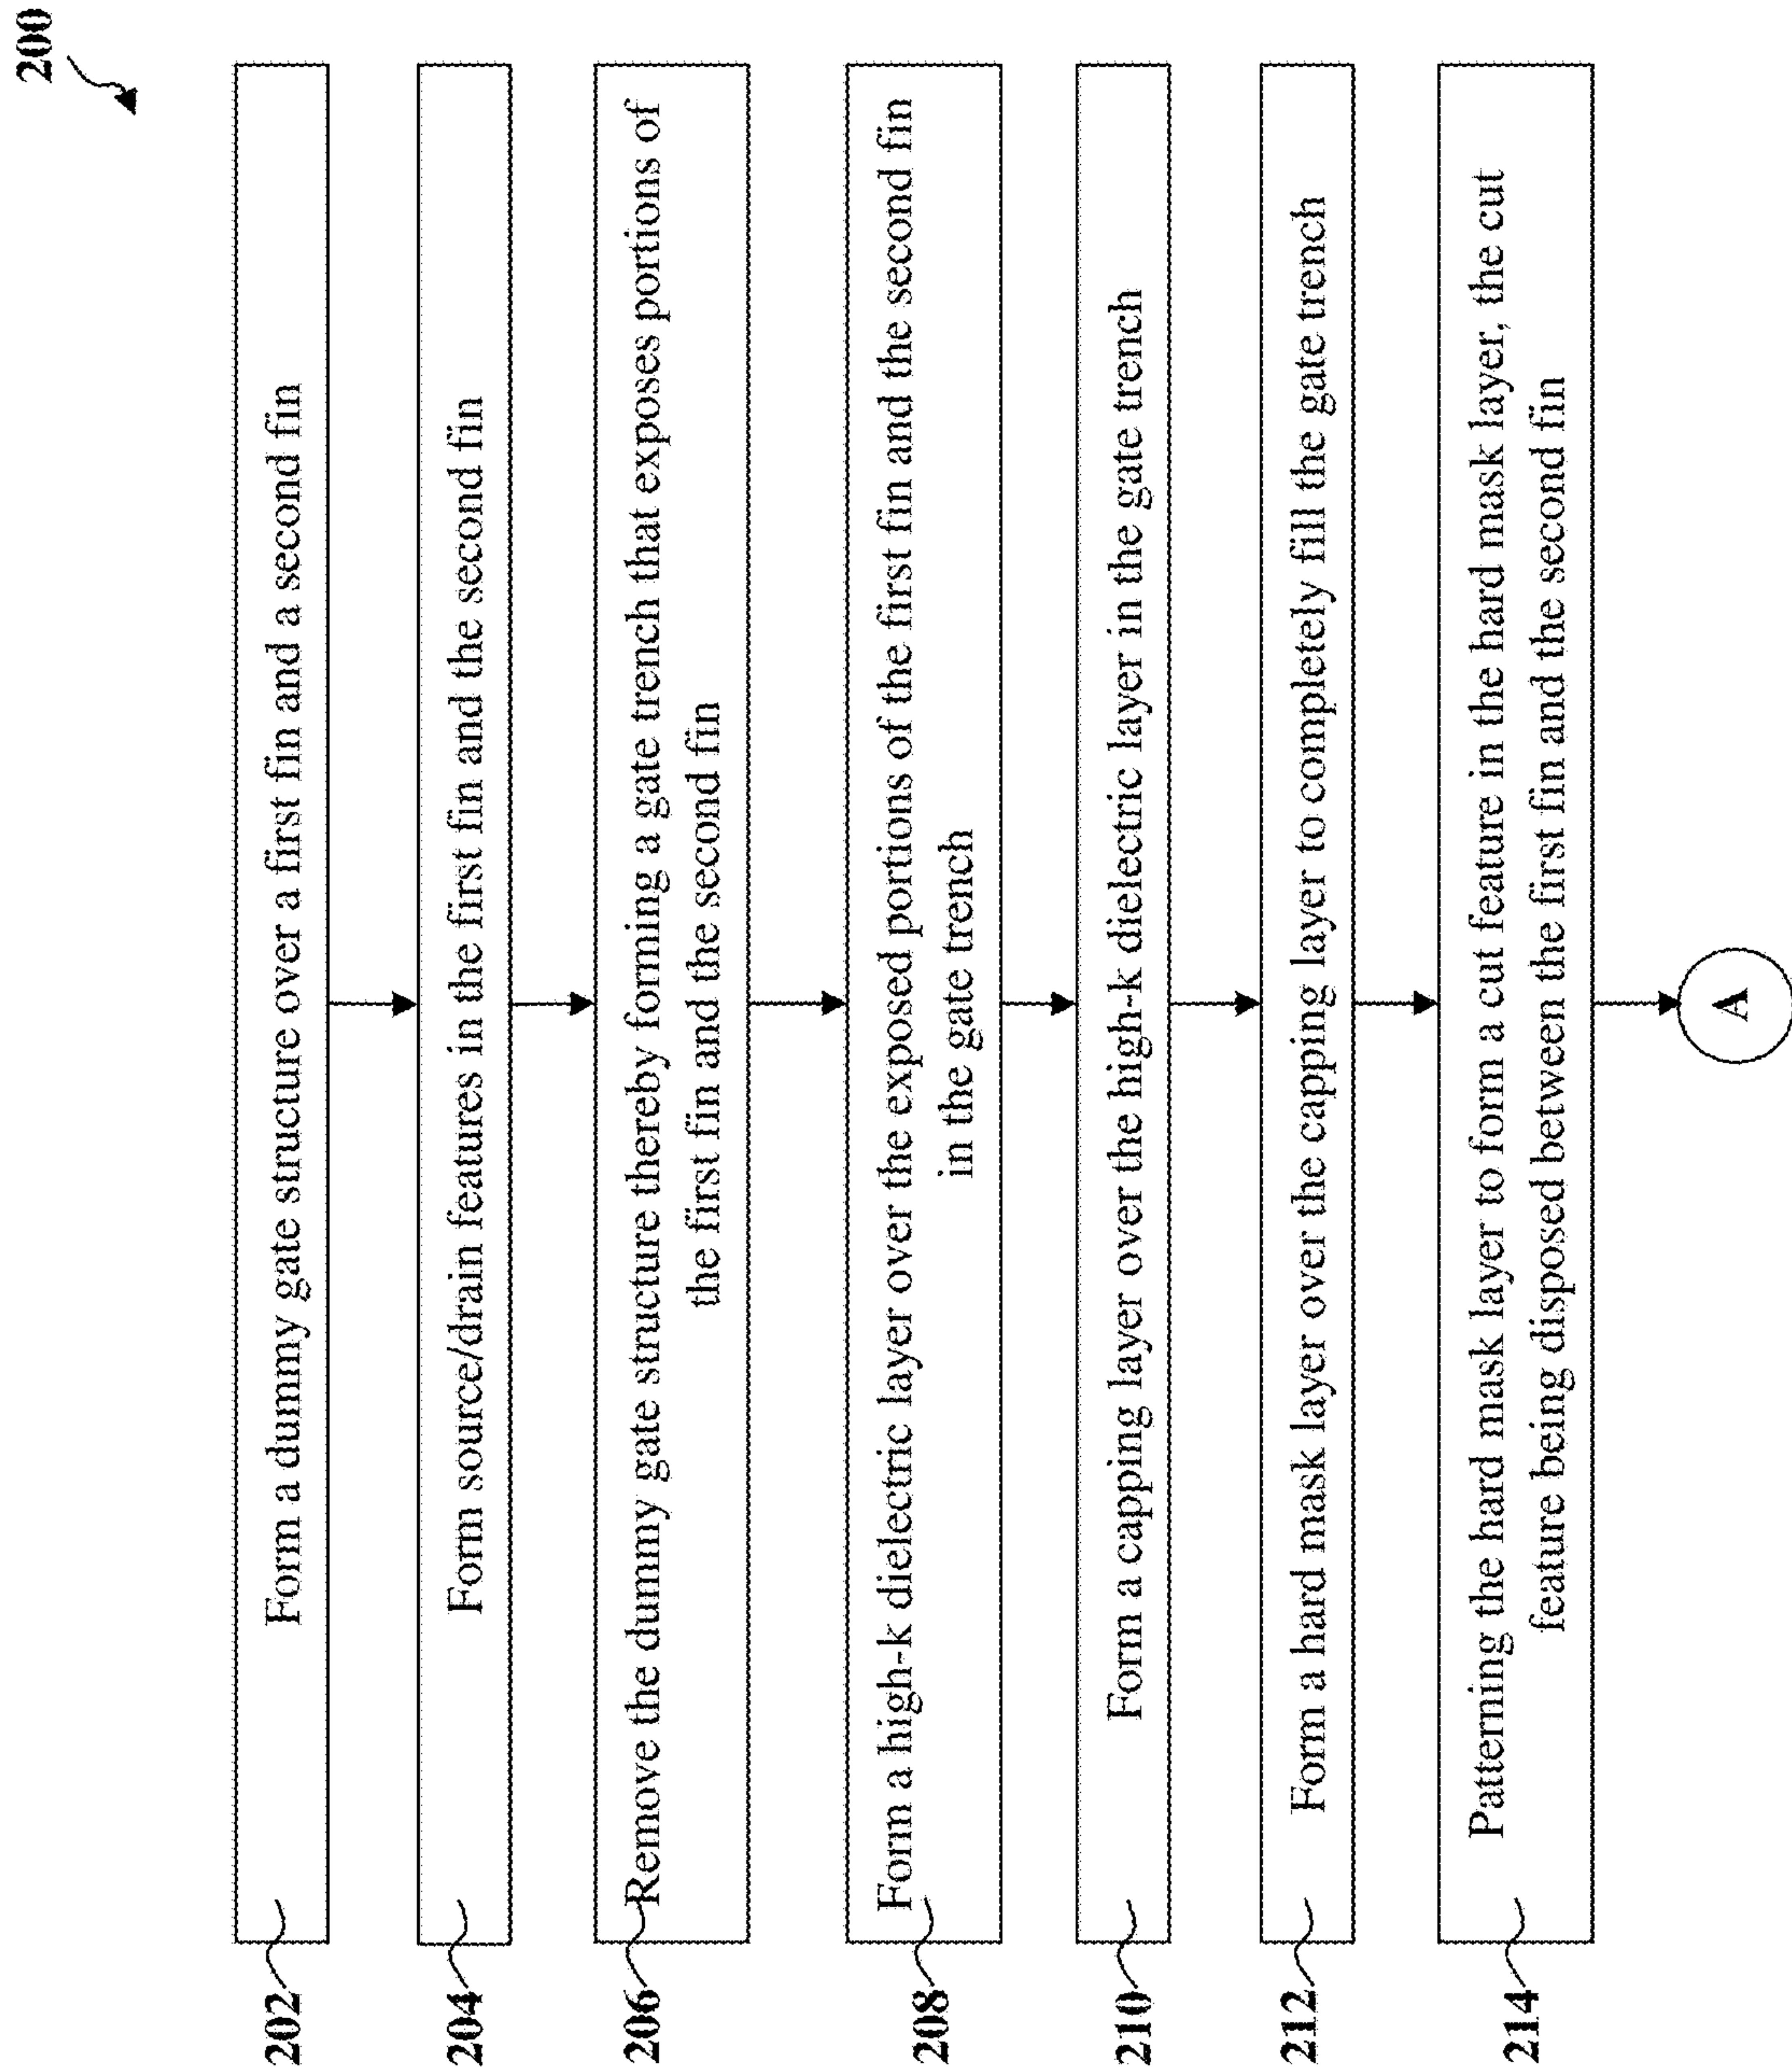 200
202
Form a dummy gate structure over a first fin and a second fin
204
Form source/drain features in the first fin and the second fin
206
Remove the dummy gate structure thereby forming a gate trench that exposes portions of
the first fin and the second fin
208
Form a high-k dielectric layer over the exposed portions of the first fin and the second fin
in the gate trench
210
Form a capping layer over the high-k dielectric layer in the gate trench
212
Form a hard mask layer over the capping layer to completely fill the gate trench
214
Patterning the hard mask layer to form a cut feature in the hard mask layer, the cut
feature being disposed between the first fin and the second fin
A